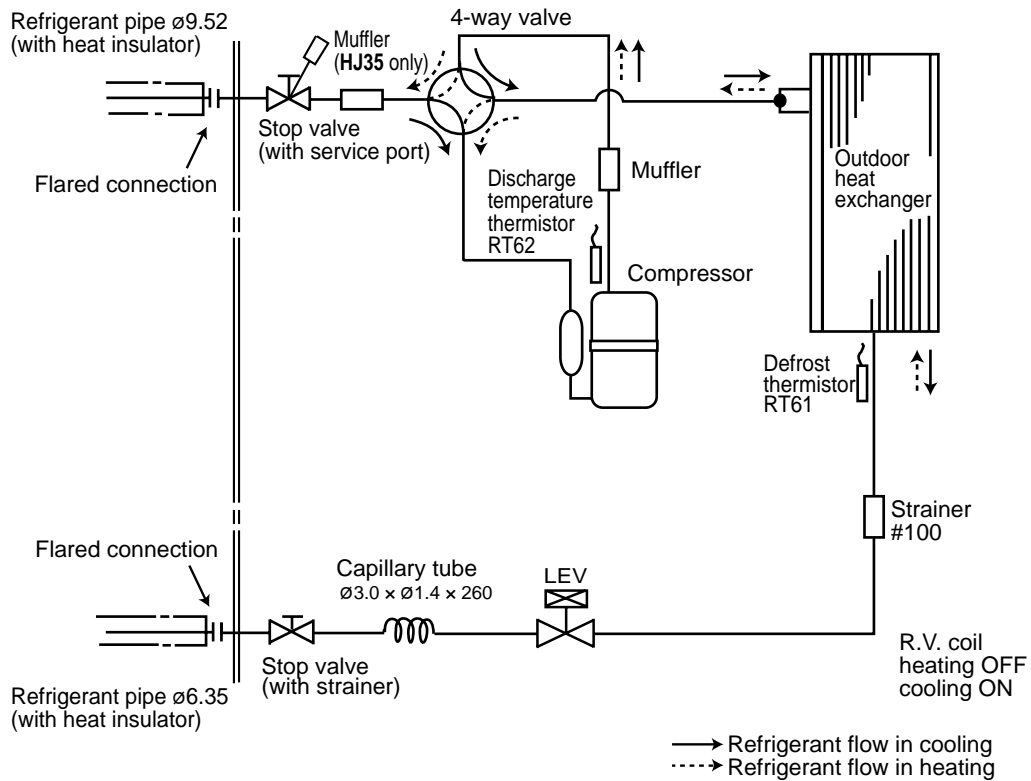 Refrigerant pipe ø9.52
(with heat insulator)
4-way valve
Muffler
(HJ35 only)
Stop valve
(with service port)
Flared connection
Discharge
temperature
thermistor
RT62
Muffler
Compressor
Outdoor
heat
exchanger
Defrost
thermistor
RT61
Strainer
#100
Flared connection
Capillary tube
ø3.0 × ø1.4 × 260
LEV
Stop valve
(with strainer)
Refrigerant pipe ø6.35
(with heat insulator)
R.V. coil
heating OFF
cooling ON
Refrigerant flow in cooling
Refrigerant flow in heating